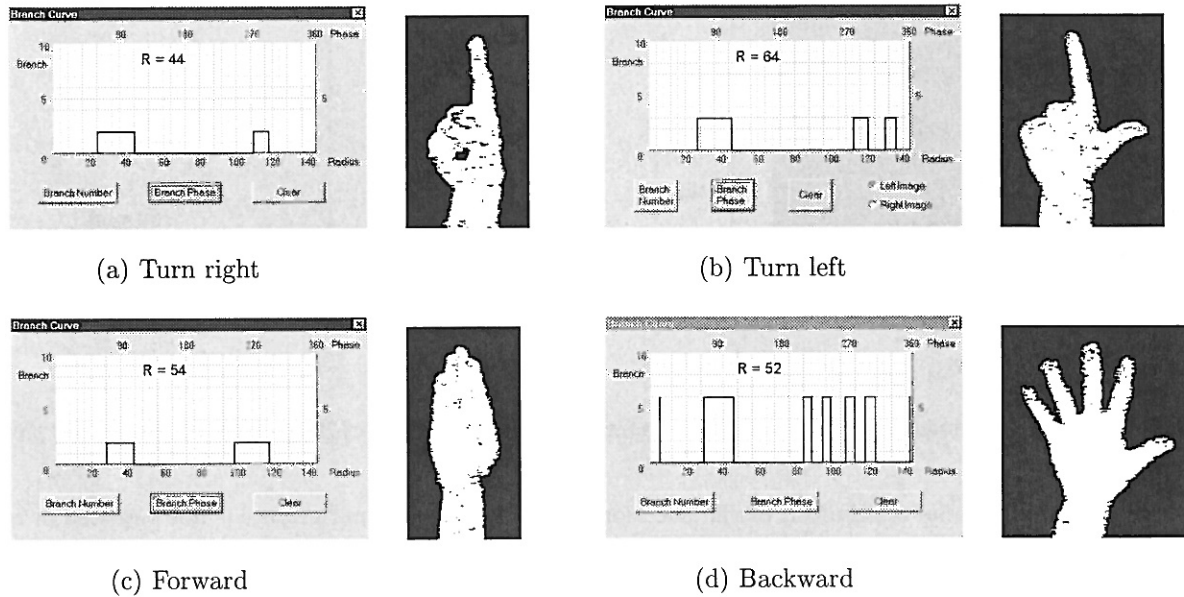 Branch Curve
90 180 270 360 Phase
10
Branch
R = 44
5
5
0 20 40 60 80 100 120 140 Radius
Branch Number Branch Phase Clear
(a) Turn right
Branch Curve
90 180 270 360 Phase
10
Branch
R = 64
5
5
0 20 40 60 80 100 120 140 Radius
Branch Number Branch Phase Clear
Left Image
Right Image
(b) Turn left
Branch Curve
90 180 270 360 Phase
10
Branch
R = 54
5
5
0 20 40 60 80 100 120 140 Radius
Branch Number Branch Phase Clear
(c) Forward
Branch Curve
90 180 270 360 Phase
10
Branch
R = 52
5
5
0 20 40 60 80 100 120 140 Radius
Branch Number Branch Phase Clear
(d) Backward